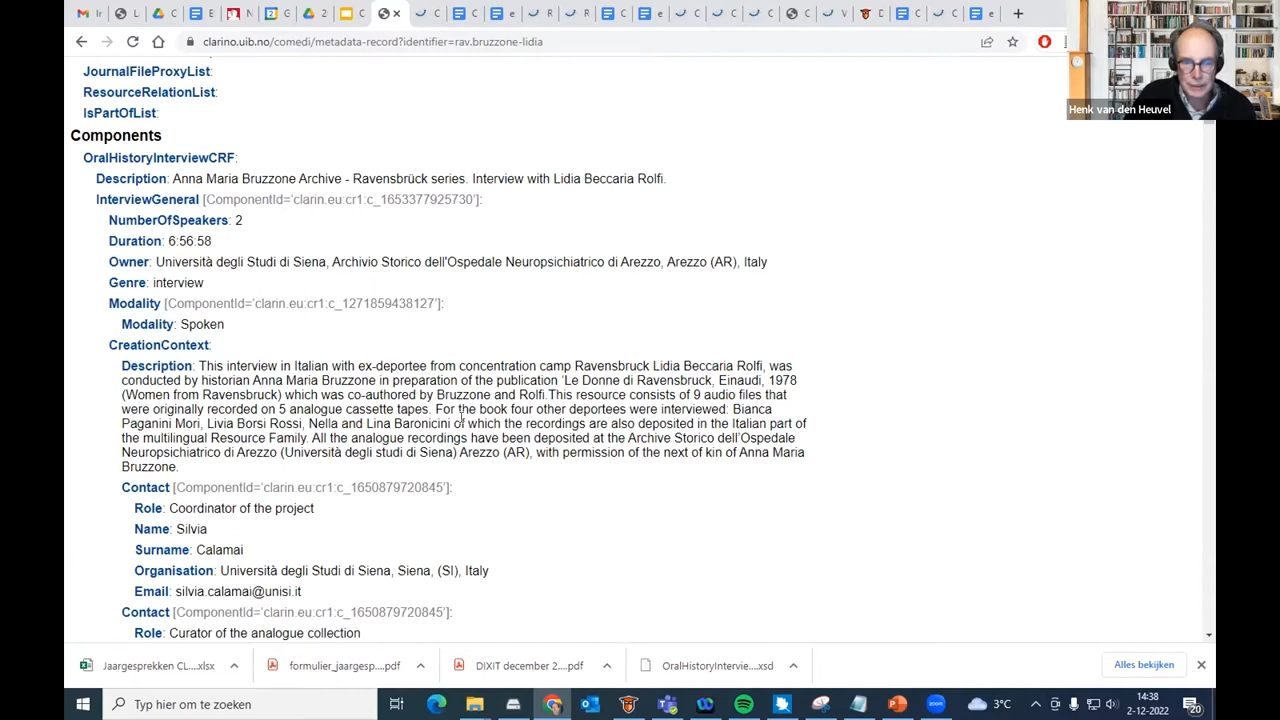 clarino.uib.no/comedi/metadata-record?identifier=rav.bruzzone-lidia
Henk van den Heuvel
JournalFileProxyList:
ResourceRelationList:
IsPartOfList:
Components
OralHistoryInterviewCRF:
Description: Anna Maria Bruzzone Archive - Ravensbrück series. Interview with Lidia Beccaria Rolfi.
InterviewGeneral [ComponentId='clarin.eu:cr1:c_1653377925730']:
NumberOfSpeakers: 2
Duration: 6:56:58
Owner: Università degli Studi di Siena, Archivio Storico dell'Ospedale Neuropsichiatrico di Arezzo, Arezzo (AR), Italy
Genre: interview
Modality [ComponentId='clarin.eu:cr1:c_1271859438127']:
Modality: Spoken
CreationContext:
Description: This interview in Italian with ex-deportee from concentration camp Ravensbruck Lidia Beccaria Rolfi, was
conducted by historian Anna Maria Bruzzone in preparation of the publication 'Le Donne di Ravensbruck, Einaudi, 1978
(Women from Ravensbruck) which was co-authored by Bruzzone and Rolfi.This resource consists of 9 audio files that
were originally recorded on 5 analogue cassette tapes. For the book four other deportees were interviewed: Bianca
Paganini Mori, Livia Borsi Rossi, Nella and Lina Baronicini of which the recordings are also deposited in the Italian part of
the multilingual Resource Family. All the analogue recordings have been deposited at the Archive Storico dell'Ospedale
Neuropsichiatrico di Arezzo (Università degli studi di Siena) Arezzo (AR), with permission of the next of kin of Anna Maria
Bruzzone.
Contact [ComponentId='clarin.eu:cr1:c_1650879720845']:
Role: Coordinator of the project
Name: Silvia
Surname: Calamai
Organisation: Università degli Studi di Siena, Siena, (SI), Italy
Email: silvia.calamai@unisi.it
Contact [ComponentId='clarin.eu:cr1:c_1650879720845']:
Role: Curator of the analogue collection
Jaargesprekken CL....xlsx
formulier_jaargesp....pdf
DIXIT december 2....pdf
OralHistoryIntervie....xsd
Alles bekijken
Typ hier om te zoeken
3°C
14:38
2-12-2022
20